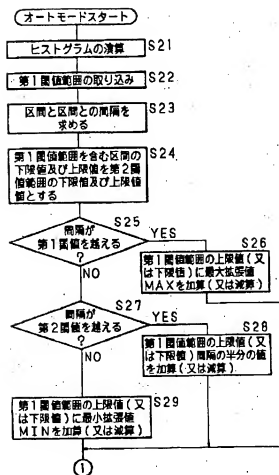 オートモードスタート
S21
ヒストグラムの演算
S22
第1閾値範囲の取り込み
S23
区間と区間との間隔を
求める
S24
第1閾値範囲を含む区間の
下限値及び上限値を第2閾
値範囲の下限値及び上限値
値とする
S25
間隔が
第1閾値を越える
?
YES
NO
S26
第1閾値範囲の上限値(又
は下限値)に最大拡張値
MAXを加算(又は減算)
S27
間隔が
第2閾値を越える
?
YES
NO
S28
第1閾値範囲の上限値(又
は下限値)間隔の半分の値
を加算(又は減算)
S29
第1閾値範囲の上限値(又
は下限値)に最小拡張値
MINを加算(又は減算)
1